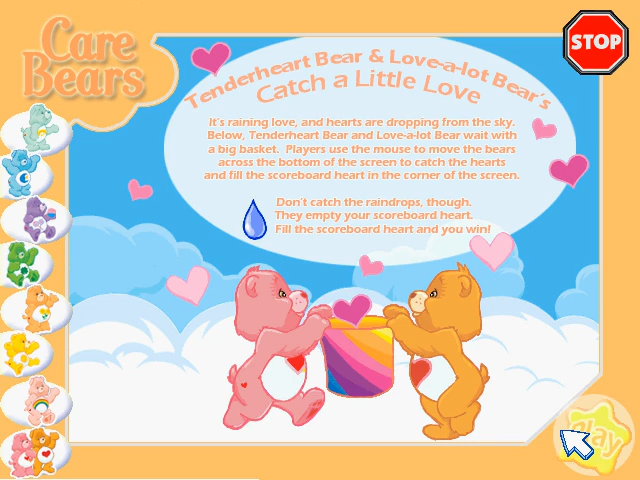 Care
Bears
STOP
Tenderheart Bear & Love-a-lot Bear's
Catch a Little Love
It's raining love, and hearts are dropping from the sky.
Below, Tenderheart Bear and Love-a-lot Bear wait with
a big basket. Players use the mouse to move the bears
across the bottom of the screen to catch the hearts
and fill the scoreboard heart in the corner of the screen.
Don't catch the raindrops, though.
They empty your scoreboard heart.
Fill the scoreboard heart and you win!
Play